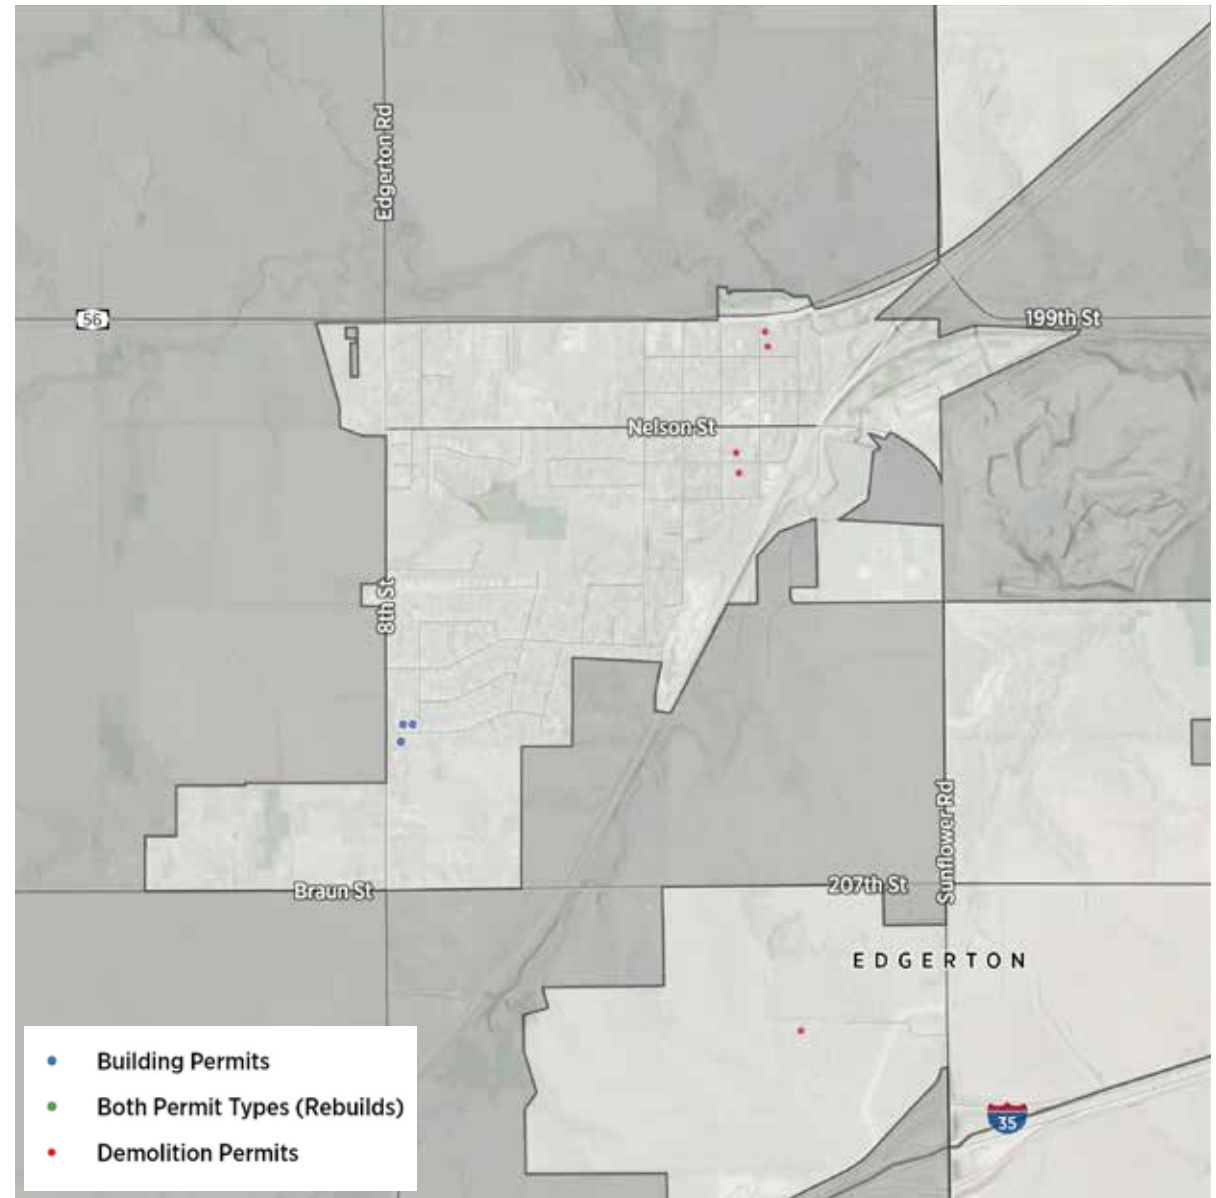 Edgerton Rd
56
199th St
Nelson St
8th St
Sunflower Rd
Braun St
207th St
EDGERTON
35
Building Permits
Both Permit Types (Rebuilds)
Demolition Permits